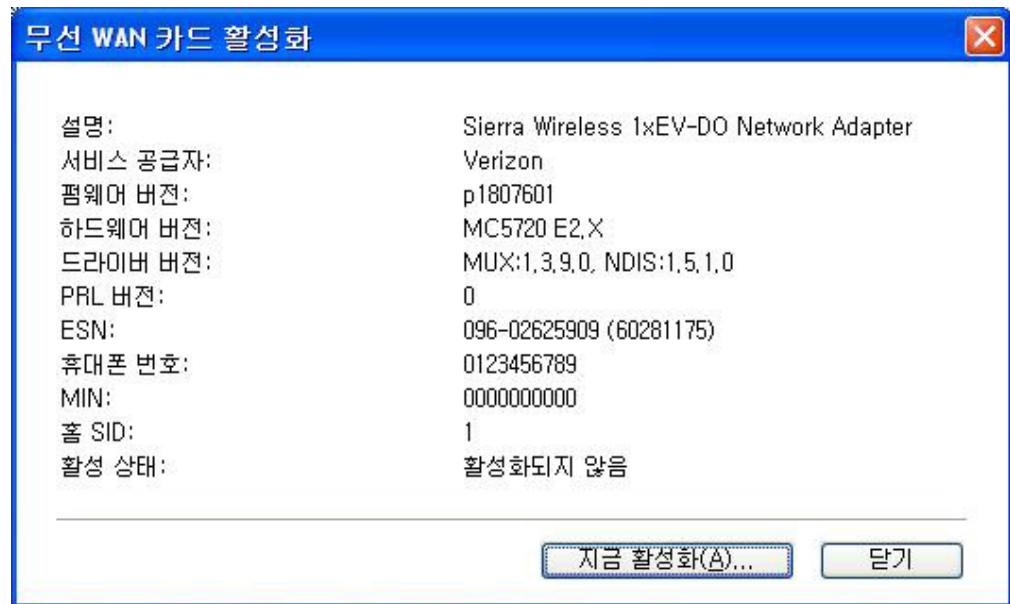 무선 WAN 카드 활성화
설명: Sierra Wireless 1xEV-DO Network Adapter
서비스 공급자: Verizon
펌웨어 버전: p1807601
하드웨어 버전: MC5720 E2.X
드라이버 버전: MUX:1.3.9.0, NDIS:1.5.1.0
PRL 버전: 0
ESN: 096-02625909 (60281175)
휴대폰 번호: 0123456789
MIN: 0000000000
홈 SID: 1
활성 상태: 활성화되지 않음
지금 활성화(A)... 닫기